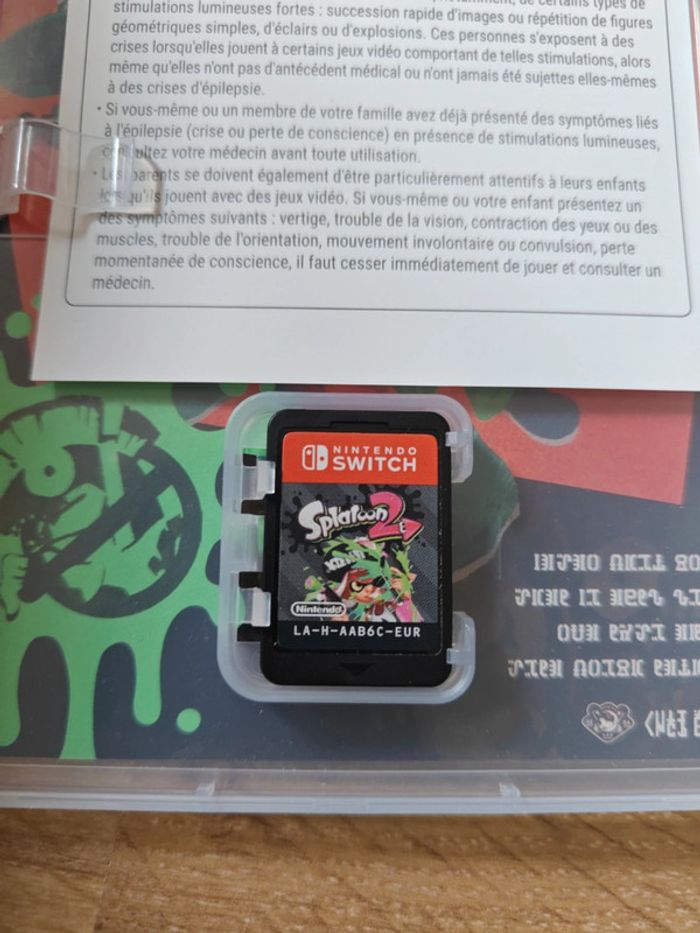 stimulations lumineuses fortes : succession rapide d'images ou répétition de figures
géométriques simples, d'éclairs ou d'explosions. Ces personnes s'exposent à des
crises lorsqu'elles jouent à certains jeux vidéo comportant de telles stimulations, alors
même qu'elles n'ont pas d'antécédent médical ou n'ont jamais été sujettes elles-mêmes
à des crises d'épilepsie.
• Si vous-même ou un membre de votre famille avez déjà présenté des symptômes liés
à l'épilepsie (crise ou perte de conscience) en présence de stimulations lumineuses,
consultez votre médecin avant toute utilisation.
• Les parents se doivent également d'être particulièrement attentifs à leurs enfants
lorsqu'ils jouent avec des jeux vidéo. Si vous-même ou votre enfant présentez un
des symptômes suivants : vertige, trouble de la vision, contraction des yeux ou des
muscles, trouble de l'orientation, mouvement involontaire ou convulsion, perte
momentanée de conscience, il faut cesser immédiatement de jouer et consulter un
médecin.
NINTENDO
SWITCH
Splatoon 2
Nintendo
LA-H-AAB6C-EUR